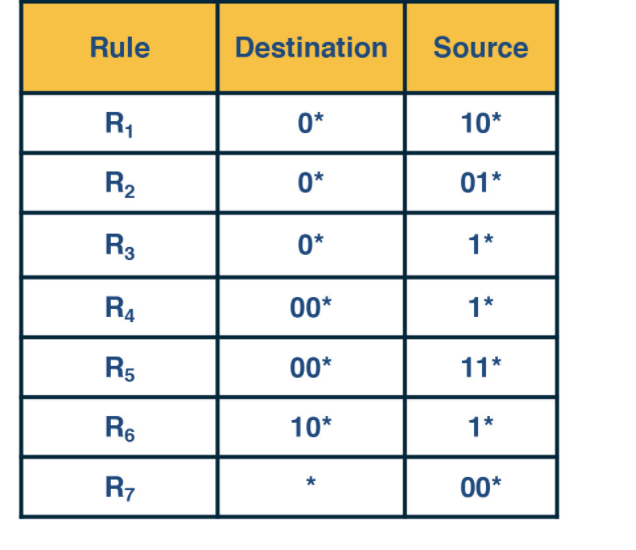 Rule Destination Source
R₁ 0* 10*
R₂ 0* 01*
R₃ 0* 1*
R₄ 00* 1*
R₅ 00* 11*
R₆ 10* 1*
R₇ * 00*